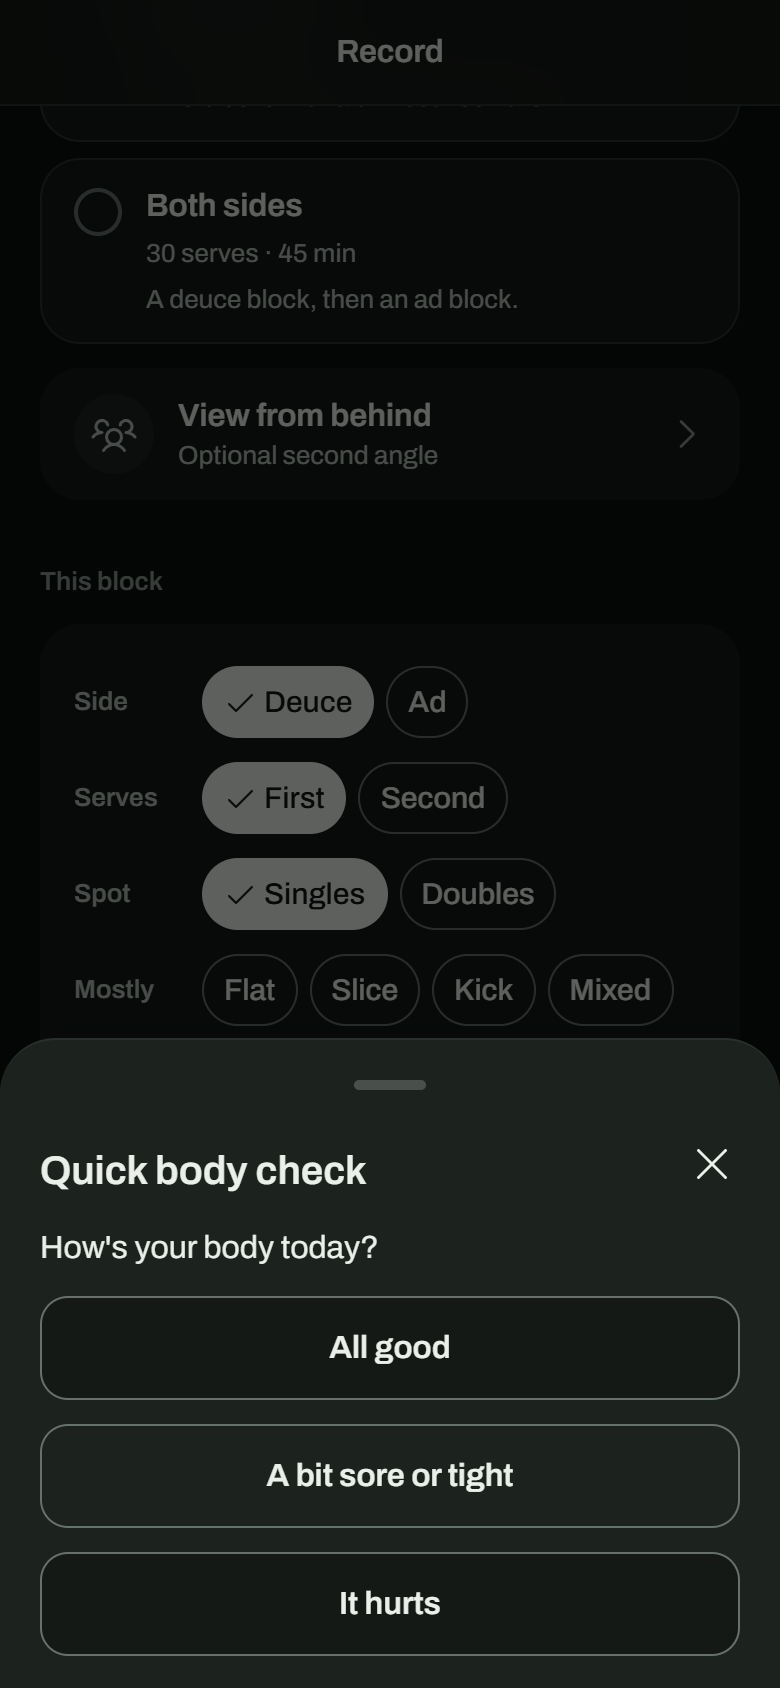 Record
Both sides
30 serves · 45 min
A deuce block, then an ad block.
View from behind
Optional second angle
This block
Side Deuce Ad
Serves First Second
Spot Singles Doubles
Mostly Flat Slice Kick Mixed
Quick body check
How's your body today?
All good
A bit sore or tight
It hurts